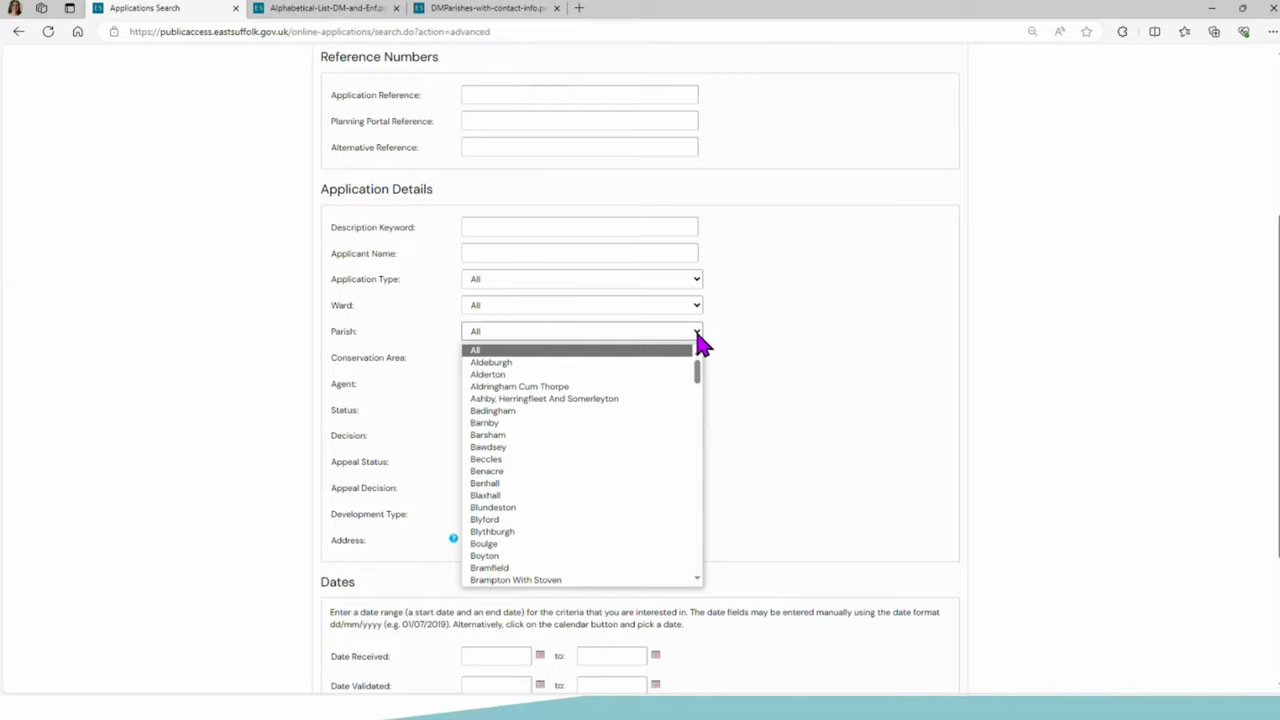 Applications Search
Alphabetical-List-DM-and-Enf.p
DMParishes-with-contact-info.p
https://publicaccess.eastsuffolk.gov.uk/online-applications/search.do?action=advanced
Reference Numbers
Application Reference:
Planning Portal Reference:
Alternative Reference:
Application Details
Description Keyword:
Applicant Name:
Application Type: All
Ward: All
Parish: All
Conservation Area:
Agent:
Status:
Decision:
Appeal Status:
Appeal Decision:
Development Type:
Address:
All
Aldeburgh
Alderton
Aldringham Cum Thorpe
Ashby, Herringfleet And Somerleyton
Badingham
Barnby
Barsham
Bawdsey
Beccles
Benacre
Benhall
Blaxhall
Blundeston
Blyford
Blythburgh
Boulge
Boyton
Bramfield
Brampton With Stoven
Dates
Enter a date range (a start date and an end date) for the criteria that you are interested in. The date fields may be entered manually using the date format
dd/mm/yyyy (e.g. 01/07/2019). Alternatively, click on the calendar button and pick a date.
Date Received: to:
Date Validated: to: